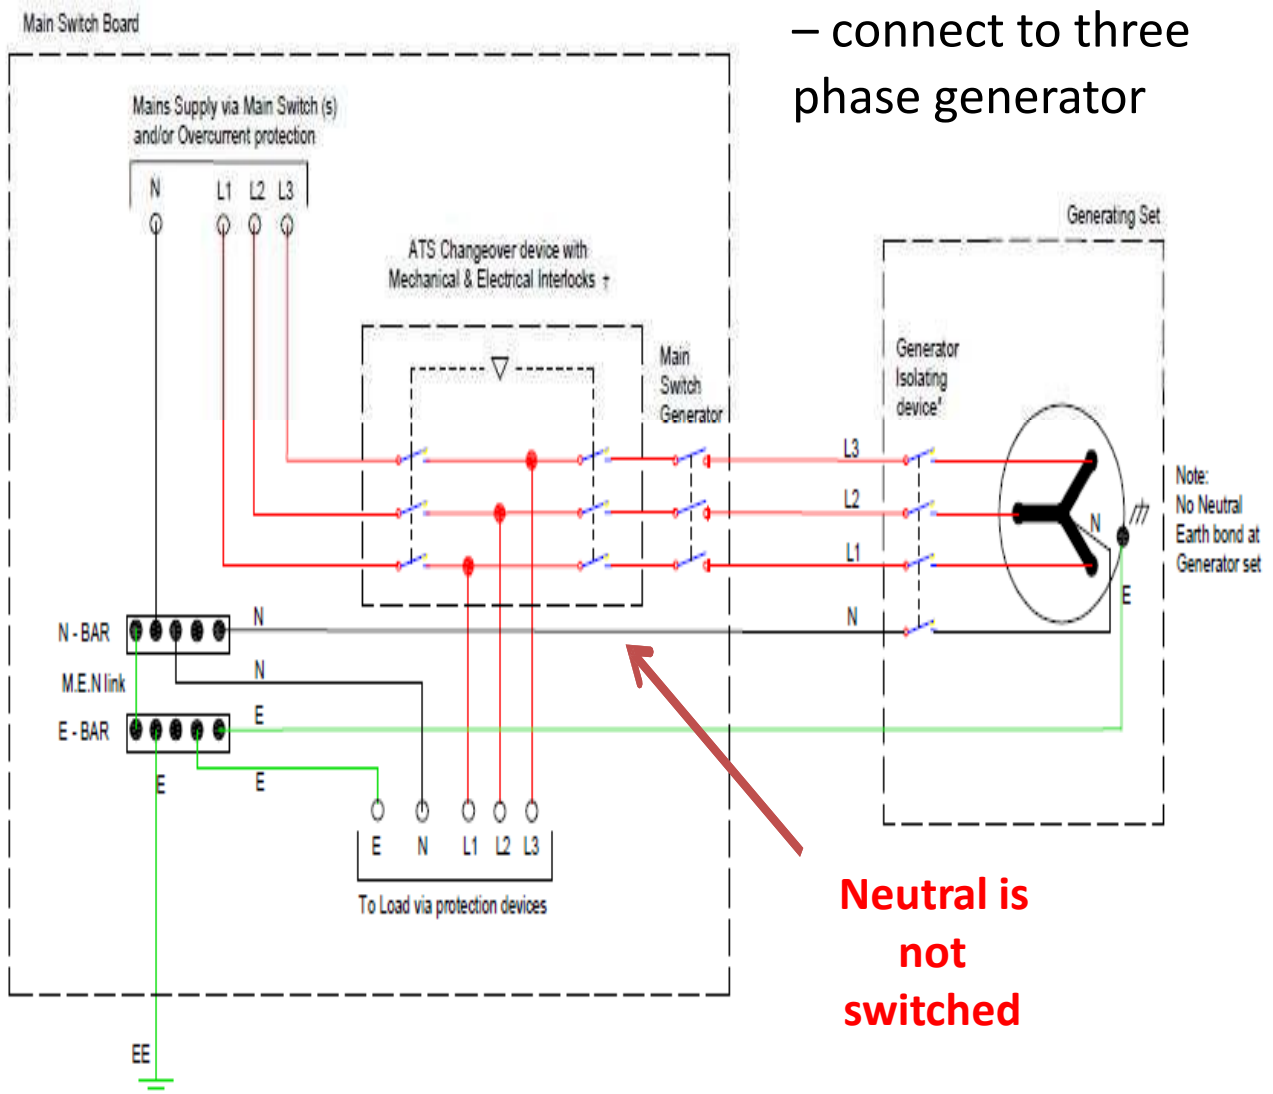 Main Switch Board
– connect to three
phase generator
Mains Supply via Main Switch (s)
and/or Overcurrent protection
N L1 L2 L3
Generating Set
ATS Changeover device with
Mechanical & Electrical Interlocks †
Main
Switch
Generator
Generator
Isolating
device*
L3
L2
L1
N
N
E
Note:
No Neutral
Earth bond at
Generator set
N - BAR
N
M.E.N link
N
E - BAR
E
E
E
E N L1 L2 L3
To Load via protection devices
Neutral is
not
switched
EE